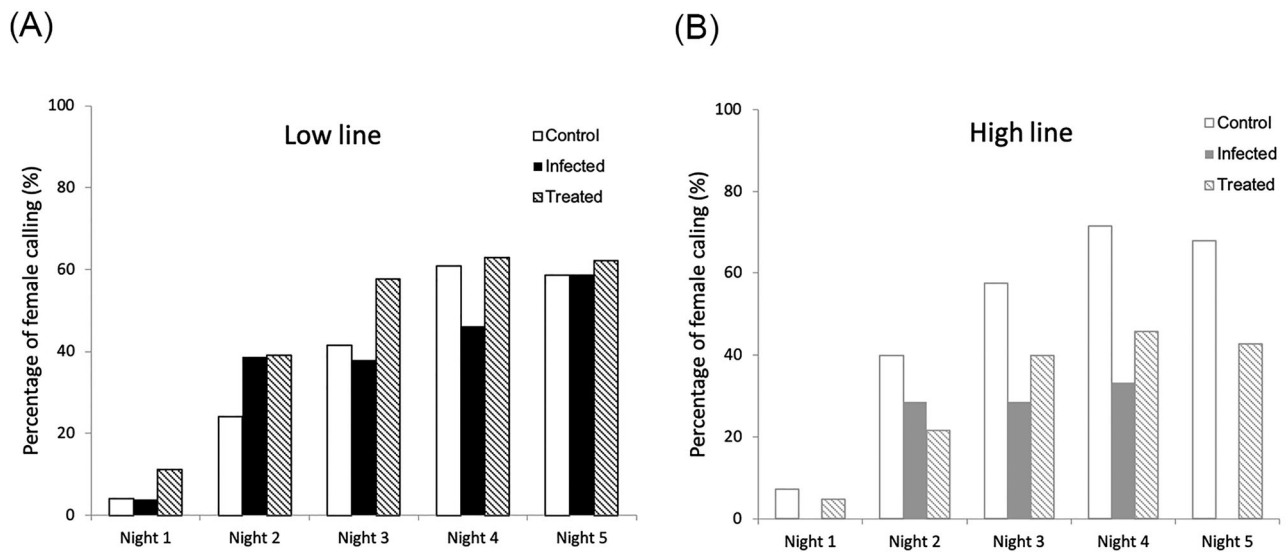 (A)
Low line
Control
Infected
Treated
Percentage of female calling (%)
100
80
60
40
20
0
Night 1 Night 2 Night 3 Night 4 Night 5
(B)
High line
Control
Infected
Treated
Percentage of female caling (%)
100
80
60
40
20
0
Night 1 Night 2 Night 3 Night 4 Night 5